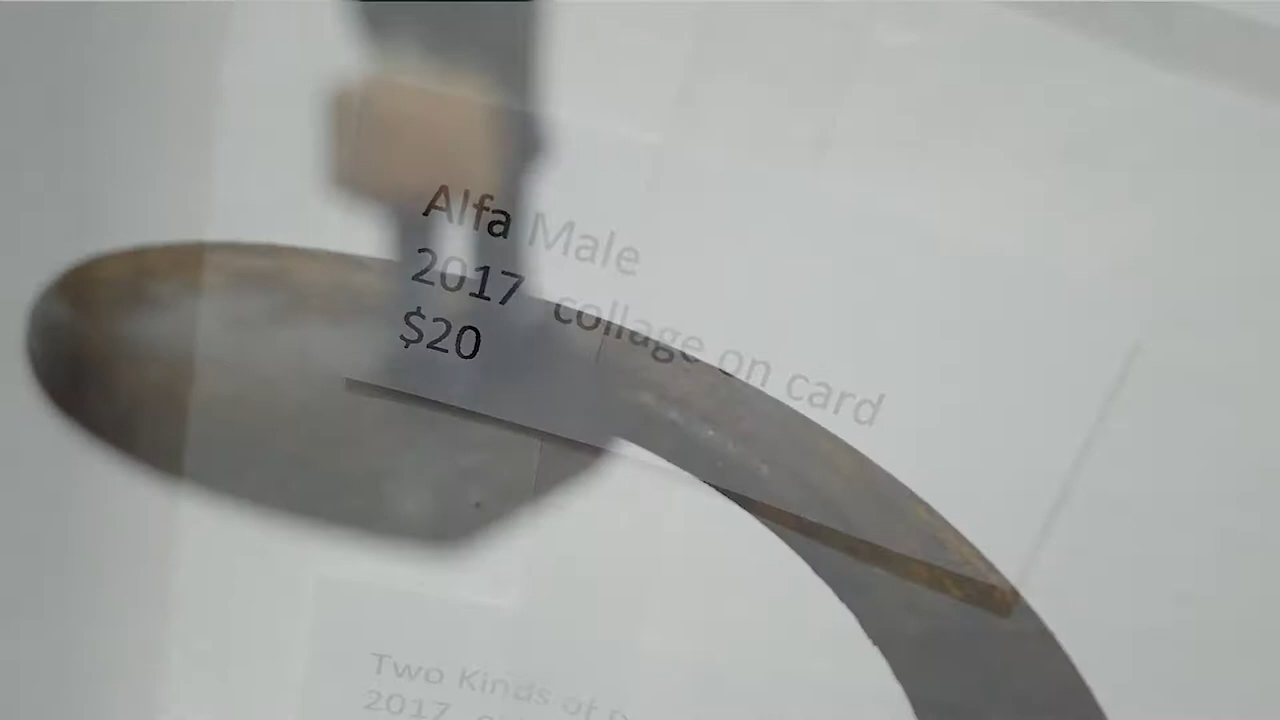 Alfa Male
2017 collage on card
$20
Two Kinds of
2017